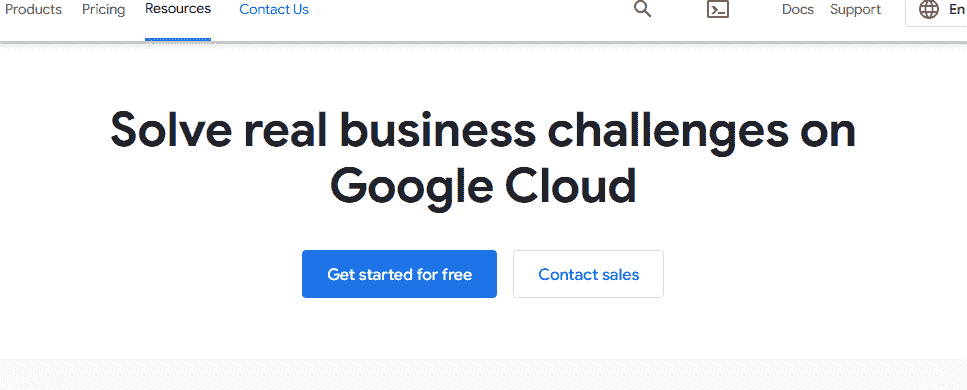 Products Pricing Resources Contact Us Docs Support En
Solve real business challenges on
Google Cloud
Get started for free Contact sales